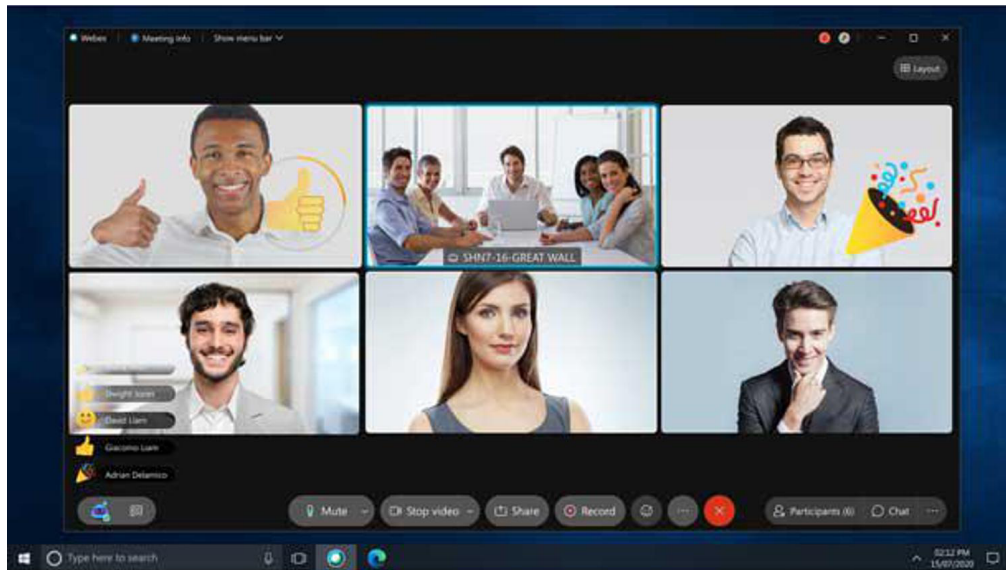 Webex
Meeting Info
Show menu bar
Layout
SHN7-16-GREAT WALL
Dwight Jones
David Liam
Giacomo Liam
Adrian Delamico
Mute
Stop video
Share
Record
Participants (6)
Chat
Type here to search
02:12 PM
15/07/2020